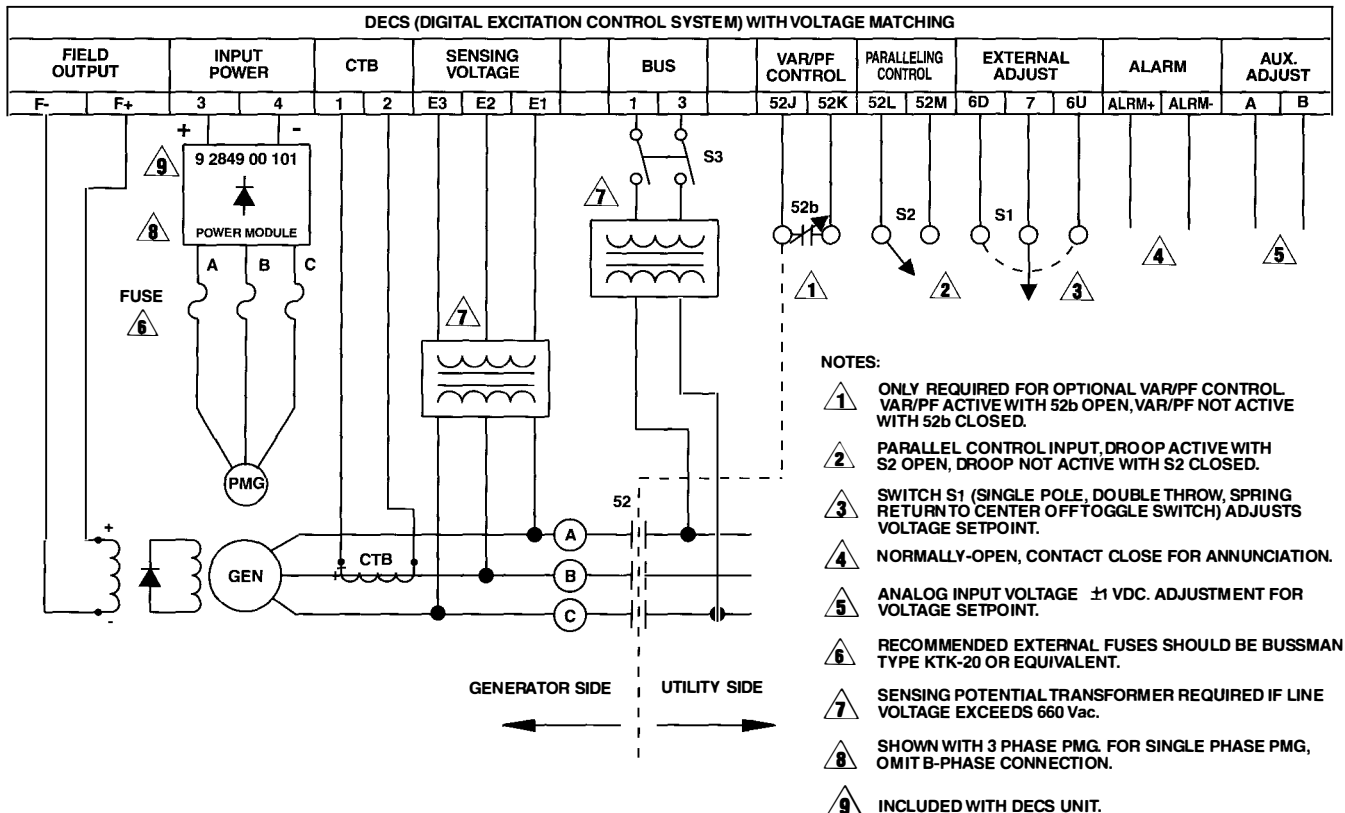 DECS (DIGITAL EXCITATION CONTROL SYSTEM) WITH VOLTAGE MATCHING
FIELD OUTPUT
INPUT POWER
CTB
SENSING VOLTAGE
BUS
VAR/PF CONTROL
PARALLELING CONTROL
EXTERNAL ADJUST
ALARM
AUX. ADJUST
F- F+ 3 4 1 2 E3 E2 E1 1 3 52J 52K 52L 52M 6D 7 6U ALRM+ ALRM- A B
+ -
9
9 2849 00 101
8
POWER MODULE
A B C
FUSE
6
PMG
7
7
S3
52b
1
S2
2
S1
3
4
5
+
-
GEN
CTB
+
52
A
B
C
GENERATOR SIDE
UTILITY SIDE
NOTES:
1 ONLY REQUIRED FOR OPTIONAL VAR/PF CONTROL.
VAR/PF ACTIVE WITH 52b OPEN, VAR/PF NOT ACTIVE
WITH 52b CLOSED.
2 PARALLEL CONTROL INPUT, DROOP ACTIVE WITH
S2 OPEN, DROOP NOT ACTIVE WITH S2 CLOSED.
3 SWITCH S1 (SINGLE POLE, DOUBLE THROW, SPRING
RETURN TO CENTER OFF TOGGLE SWITCH) ADJUSTS
VOLTAGE SETPOINT.
4 NORMALLY-OPEN, CONTACT CLOSE FOR ANNUNCIATION.
5 ANALOG INPUT VOLTAGE ±1 VDC. ADJUSTMENT FOR
VOLTAGE SETPOINT.
6 RECOMMENDED EXTERNAL FUSES SHOULD BE BUSSMAN
TYPE KTK-20 OR EQUIVALENT.
7 SENSING POTENTIAL TRANSFORMER REQUIRED IF LINE
VOLTAGE EXCEEDS 660 Vac.
8 SHOWN WITH 3 PHASE PMG. FOR SINGLE PHASE PMG,
OMIT B-PHASE CONNECTION.
9 INCLUDED WITH DECS UNIT.